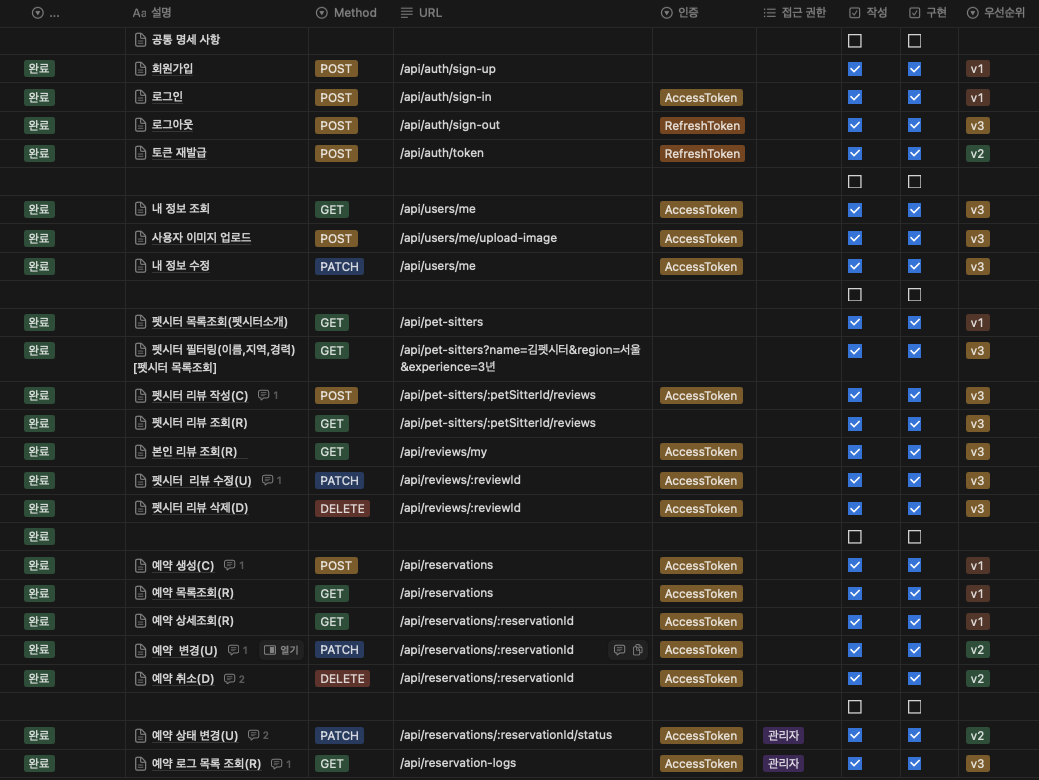 ... Aa 설명 Method URL 인증 접근 권한 작성 구현 우선순위
공통 명세 사항
완료 회원가입 POST /api/auth/sign-up v1
완료 로그인 POST /api/auth/sign-in AccessToken v1
완료 로그아웃 POST /api/auth/sign-out RefreshToken v3
완료 토큰 재발급 POST /api/auth/token RefreshToken v2
완료 내 정보 조회 GET /api/users/me AccessToken v3
완료 사용자 이미지 업로드 POST /api/users/me/upload-image AccessToken v3
완료 내 정보 수정 PATCH /api/users/me AccessToken v3
완료 펫시터 목록조회(펫시터소개) GET /api/pet-sitters v1
완료 펫시터 필터링(이름,지역,경력) GET /api/pet-sitters?name=김펫시터&region=서울 v3
[펫시터 목록조회] &experience=3년
완료 펫시터 리뷰 작성(C) 1 POST /api/pet-sitters/:petSitterId/reviews AccessToken v3
완료 펫시터 리뷰 조회(R) GET /api/pet-sitters/:petSitterId/reviews v3
완료 본인 리뷰 조회(R) GET /api/reviews/my AccessToken v3
완료 펫시터 리뷰 수정(U) 1 PATCH /api/reviews/:reviewId AccessToken v3
완료 펫시터 리뷰 삭제(D) DELETE /api/reviews/:reviewId AccessToken v3
완료
완료 예약 생성(C) 1 POST /api/reservations AccessToken v1
완료 예약 목록조회(R) GET /api/reservations AccessToken v1
완료 예약 상세조회(R) GET /api/reservations/:reservationId AccessToken v1
완료 예약 변경(U) 1 열기 PATCH /api/reservations/:reservationId AccessToken v2
완료 예약 취소(D) 2 DELETE /api/reservations/:reservationId AccessToken v2
완료 예약 상태 변경(U) 2 PATCH /api/reservations/:reservationId/status AccessToken 관리자 v2
완료 예약 로그 목록 조회(R) 1 GET /api/reservation-logs AccessToken 관리자 v3